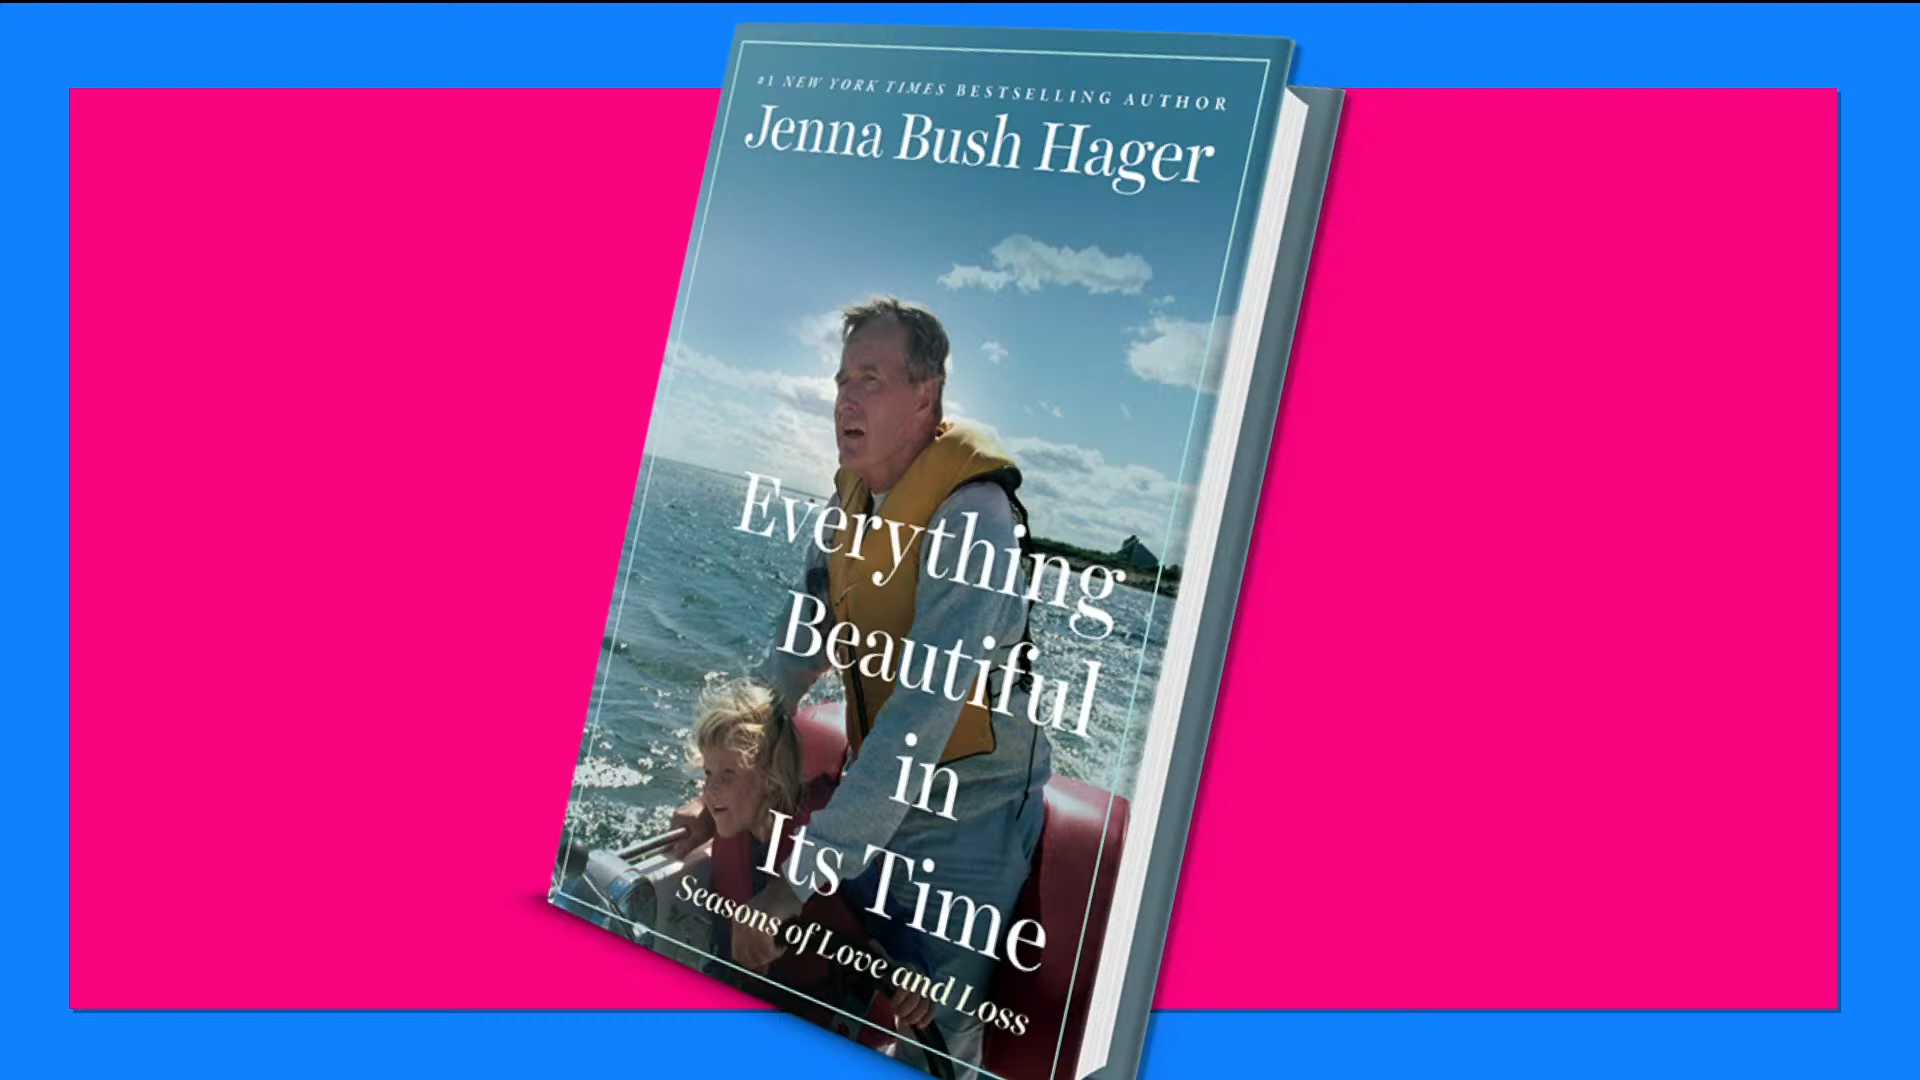 #1 NEW YORK TIMES BESTSELLING AUTHOR
Jenna Bush Hager
Everything
Beautiful
in
Its Time
Seasons of Love and Loss